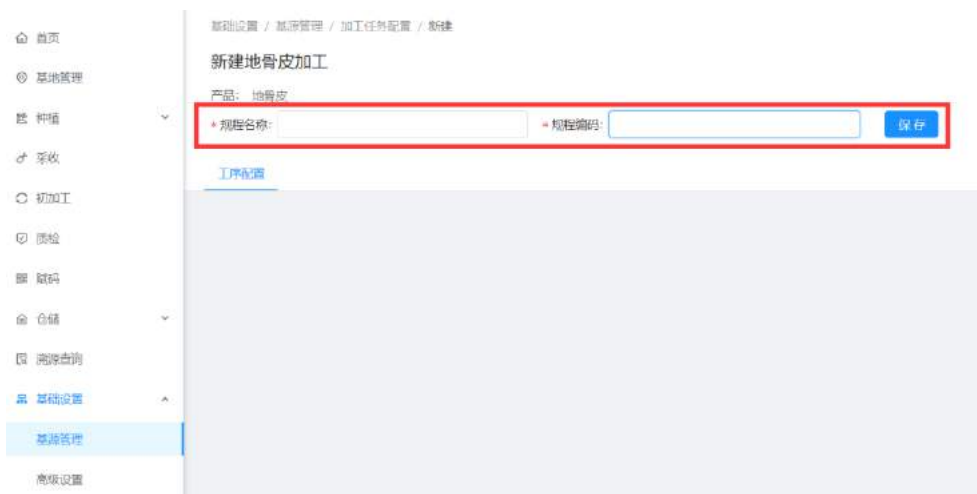 首页
基地管理
种植
采收
初加工
质检
赋码
仓储
溯源查询
基础设置
基源管理
高级设置
基础设置 / 基源管理 / 加工任务配置 / 新建
新建地骨皮加工
产品: 地骨皮
* 规程名称: * 规程编码: 保存
工序配置